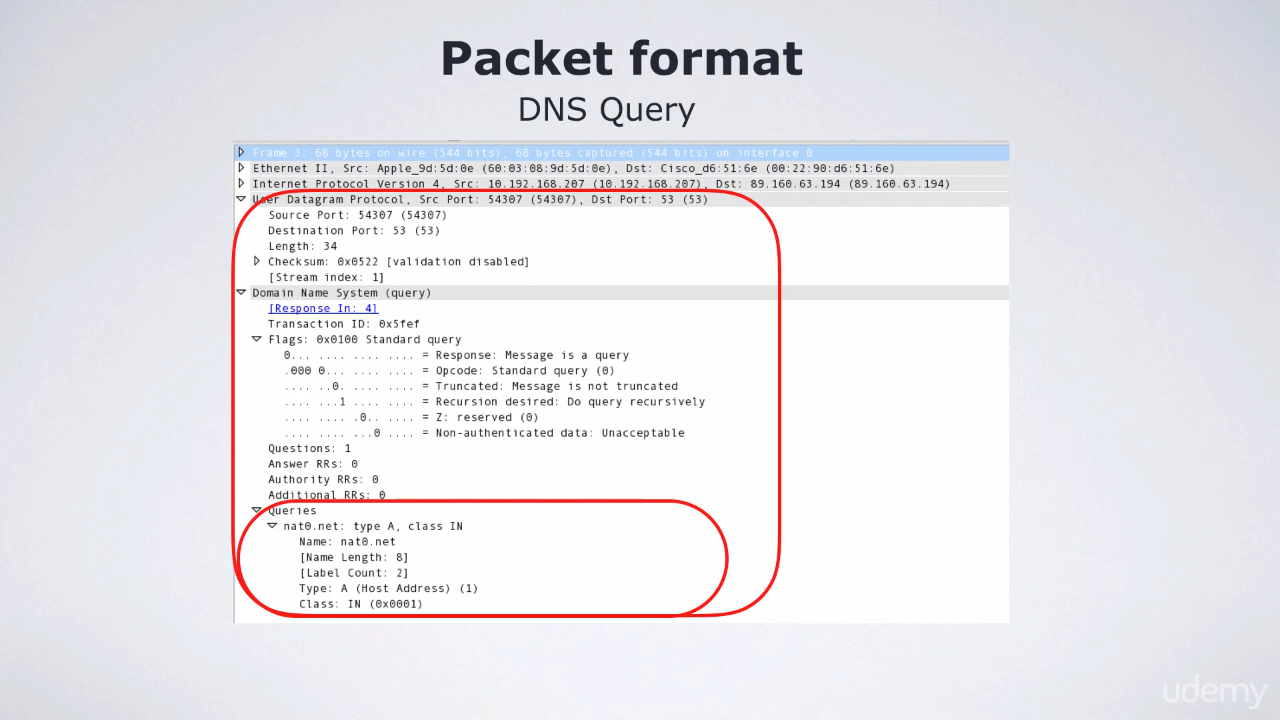 Packet format
DNS Query
Frame 3: 68 bytes on wire (544 bits), 68 bytes captured (544 bits) on interface 0
Ethernet II, Src: Apple_9d:5d:0e (60:03:08:9d:5d:0e), Dst: Cisco_d6:51:6e (00:22:90:d6:51:6e)
Internet Protocol Version 4, Src: 10.192.168.207 (10.192.168.207), Dst: 89.160.63.194 (89.160.63.194)
User Datagram Protocol, Src Port: 54307 (54307), Dst Port: 53 (53)
Source Port: 54307 (54307)
Destination Port: 53 (53)
Length: 34
Checksum: 0x0522 [validation disabled]
[Stream index: 1]
Domain Name System (query)
[Response In: 4]
Transaction ID: 0x5fef
Flags: 0x0100 Standard query
0... .... .... .... = Response: Message is a query
.000 0... .... .... = Opcode: Standard query (0)
.... ..0. .... .... = Truncated: Message is not truncated
.... ...1 .... .... = Recursion desired: Do query recursively
.... .... .0.. .... = Z: reserved (0)
.... .... ...0 .... = Non-authenticated data: Unacceptable
Questions: 1
Answer RRs: 0
Authority RRs: 0
Additional RRs: 0
Queries
nat0.net: type A, class IN
Name: nat0.net
[Name Length: 8]
[Label Count: 2]
Type: A (Host Address) (1)
Class: IN (0x0001)
udemy